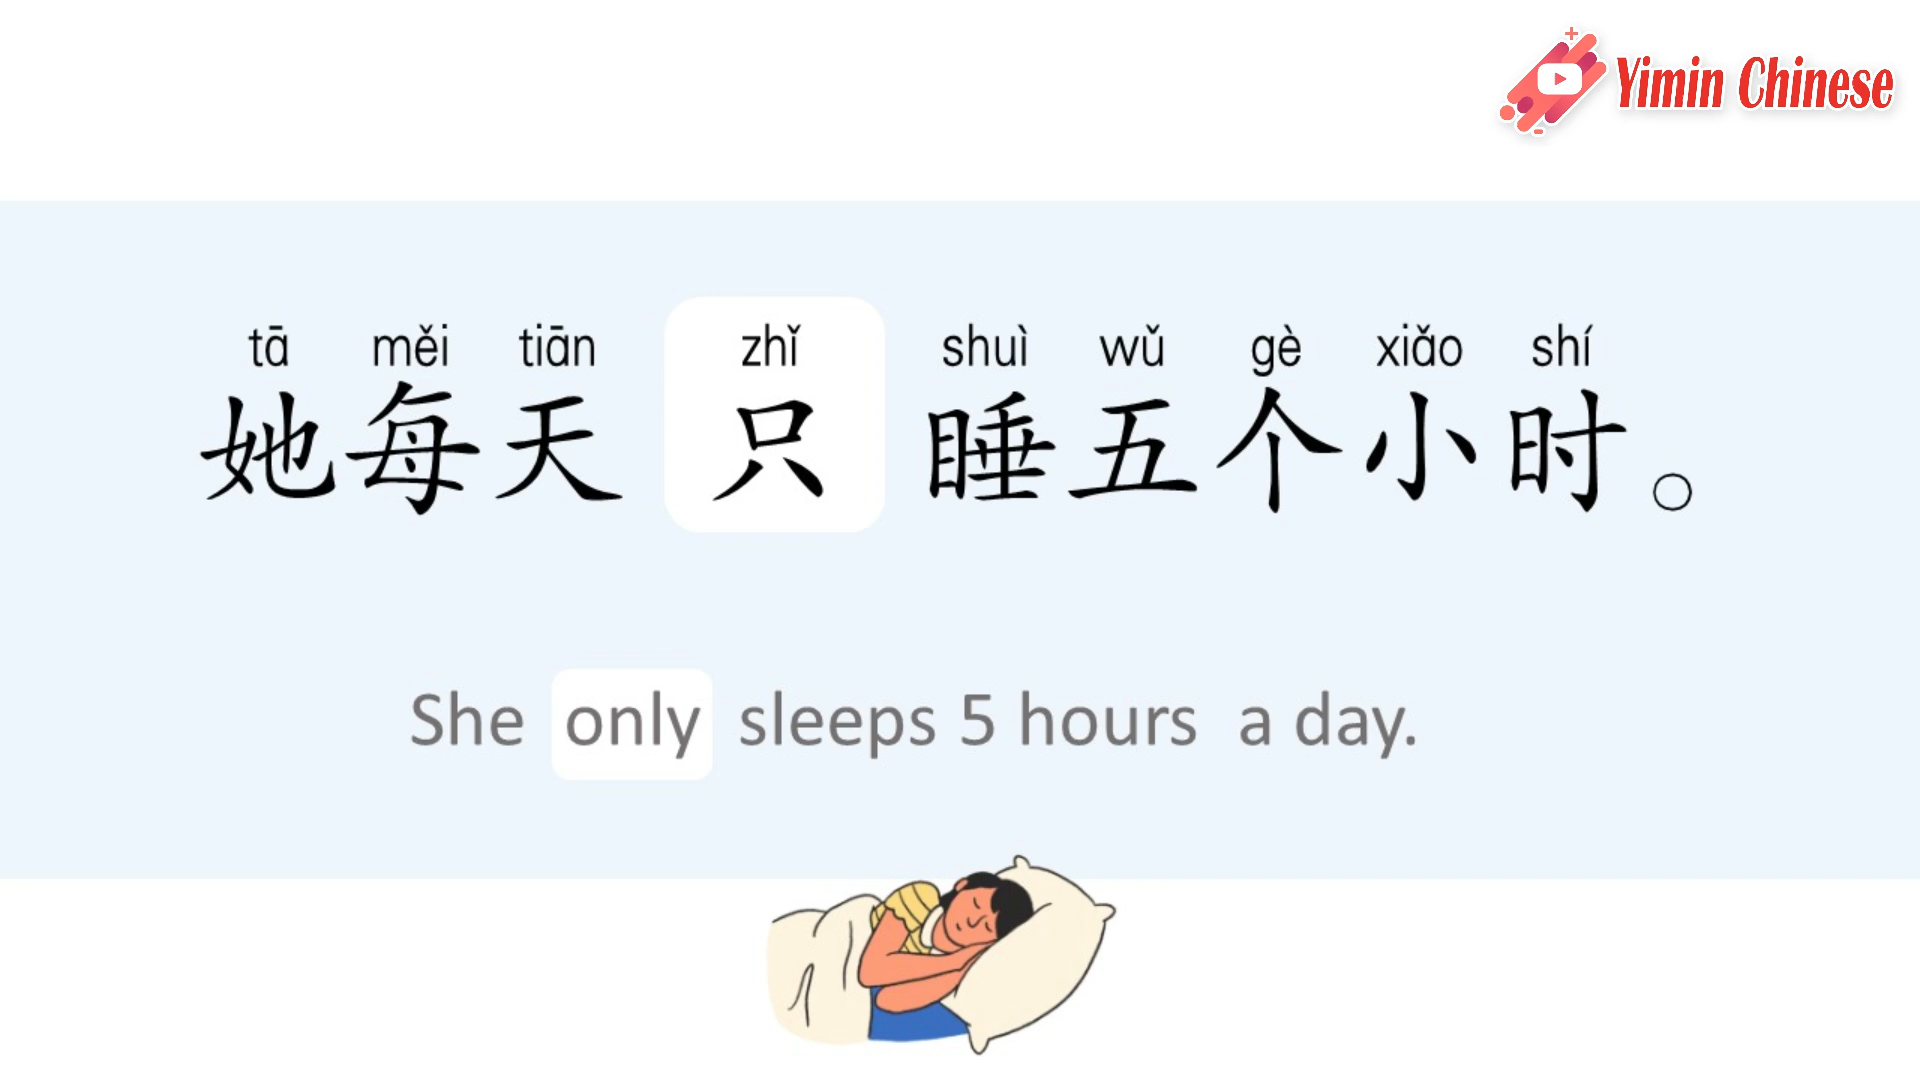 Yimin Chinese
tā měi tiān zhǐ shuì wǔ gè xiǎo shí
她每天只睡五个小时。
She only sleeps 5 hours a day.